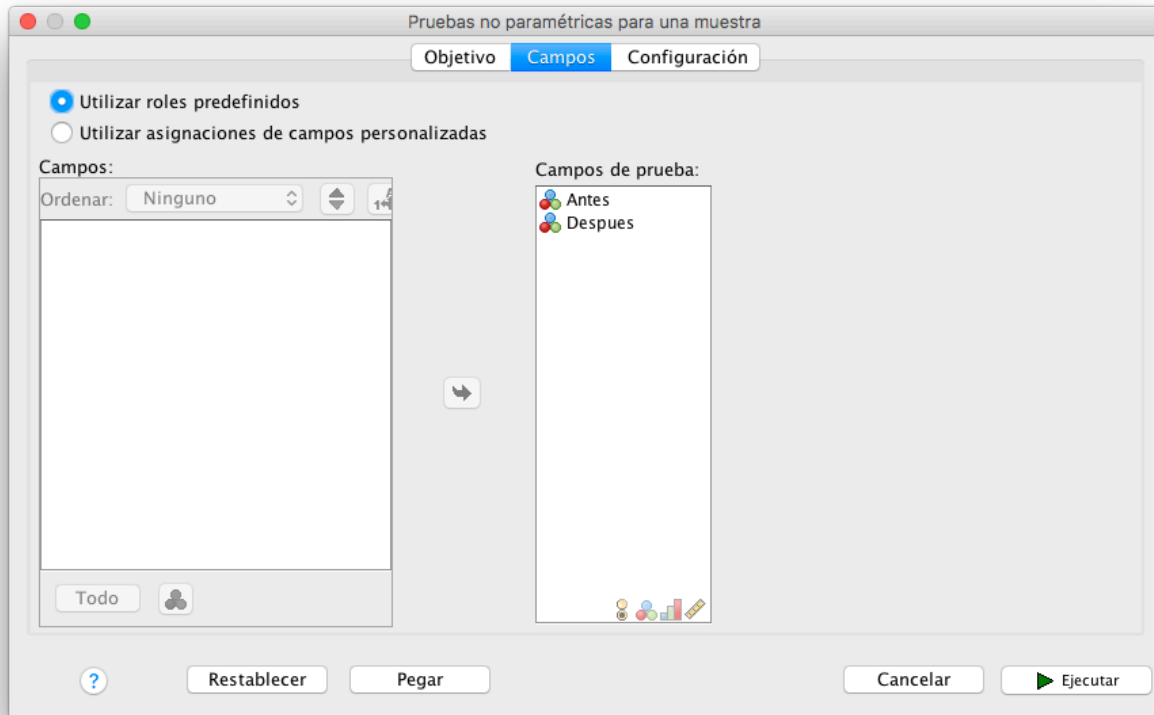 Pruebas no paramétricas para una muestra
Objetivo Campos Configuración
Utilizar roles predefinidos
Utilizar asignaciones de campos personalizadas
Campos:
Ordenar: Ninguno
Campos de prueba:
Antes
Despues
Todo
? Restablecer Pegar Cancelar Ejecutar